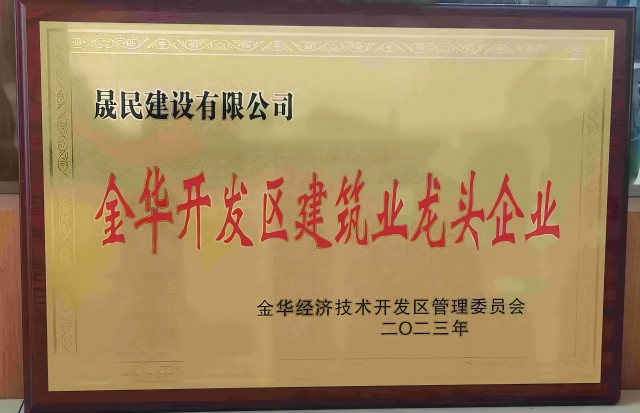 晟民建设有限公司
金华开发区建筑业龙头企业
金华经济技术开发区管理委员会
二〇二三年